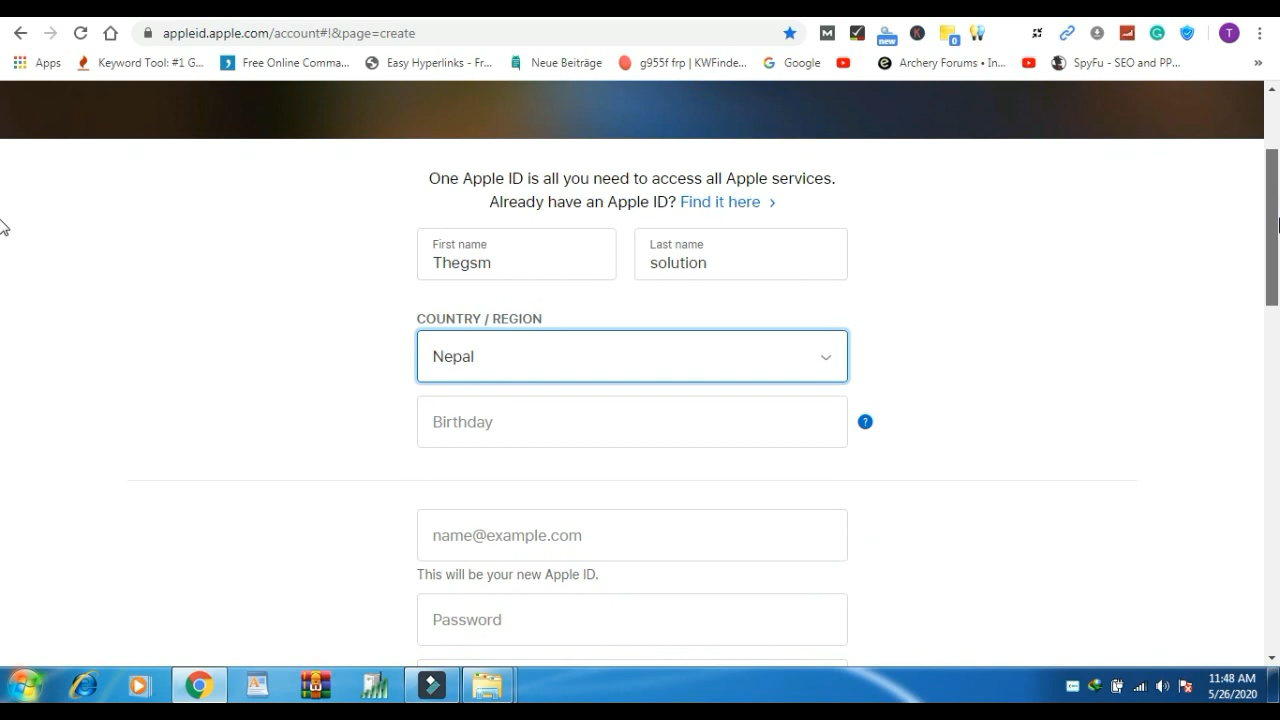 appleid.apple.com/account#!&page=create
new
0
T
Apps
Keyword Tool: #1 G...
Free Online Comma...
Easy Hyperlinks - Fr...
Neue Beiträge
g955f frp | KWFinde...
Google
Archery Forums • In...
SpyFu - SEO and PP...
»
One Apple ID is all you need to access all Apple services.
Already have an Apple ID? Find it here >
First name
Thegsm
Last name
solution
COUNTRY / REGION
Nepal
Birthday
?
name@example.com
This will be your new Apple ID.
Password
11:48 AM
5/26/2020